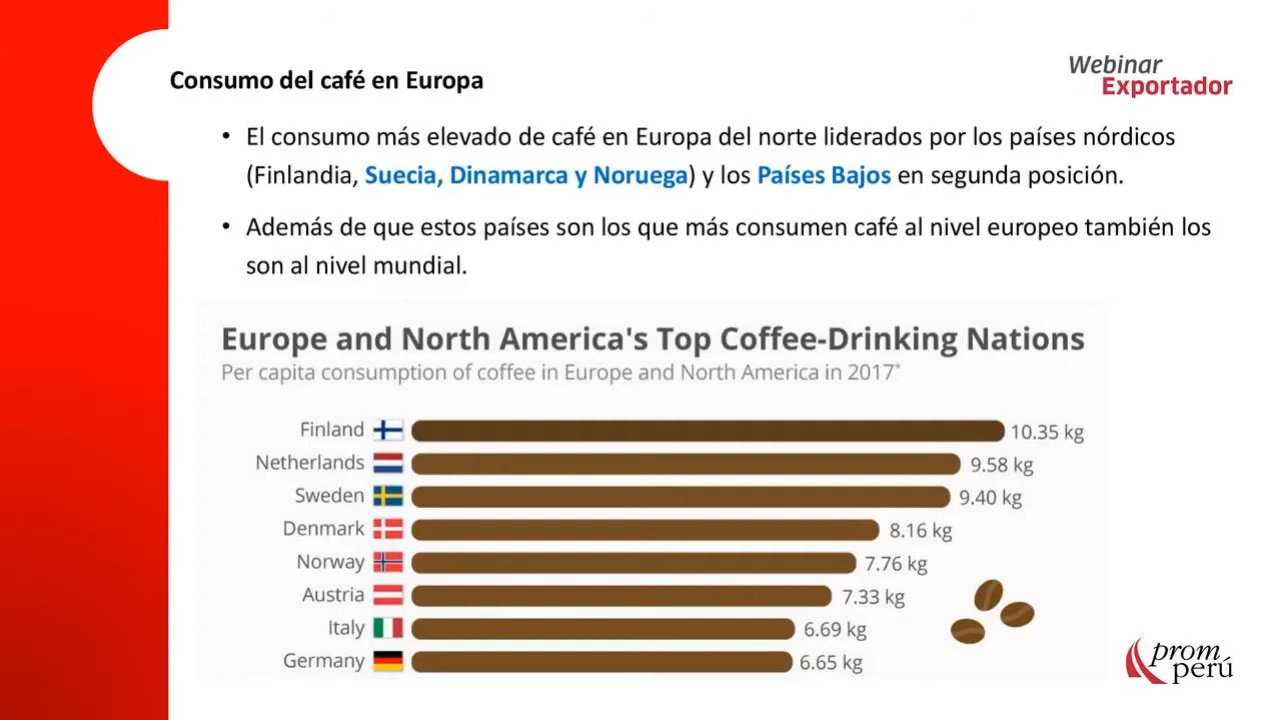 Consumo del café en Europa
Webinar
Exportador
• El consumo más elevado de café en Europa del norte liderados por los países nórdicos
(Finlandia, Suecia, Dinamarca y Noruega) y los Países Bajos en segunda posición.
• Además de que estos países son los que más consumen café al nivel europeo también los
son al nivel mundial.
Europe and North America's Top Coffee-Drinking Nations
Per capita consumption of coffee in Europe and North America in 2017*
Finland 10.35 kg
Netherlands 9.58 kg
Sweden 9.40 kg
Denmark 8.16 kg
Norway 7.76 kg
Austria 7.33 kg
Italy 6.69 kg
Germany 6.65 kg
prom
perú